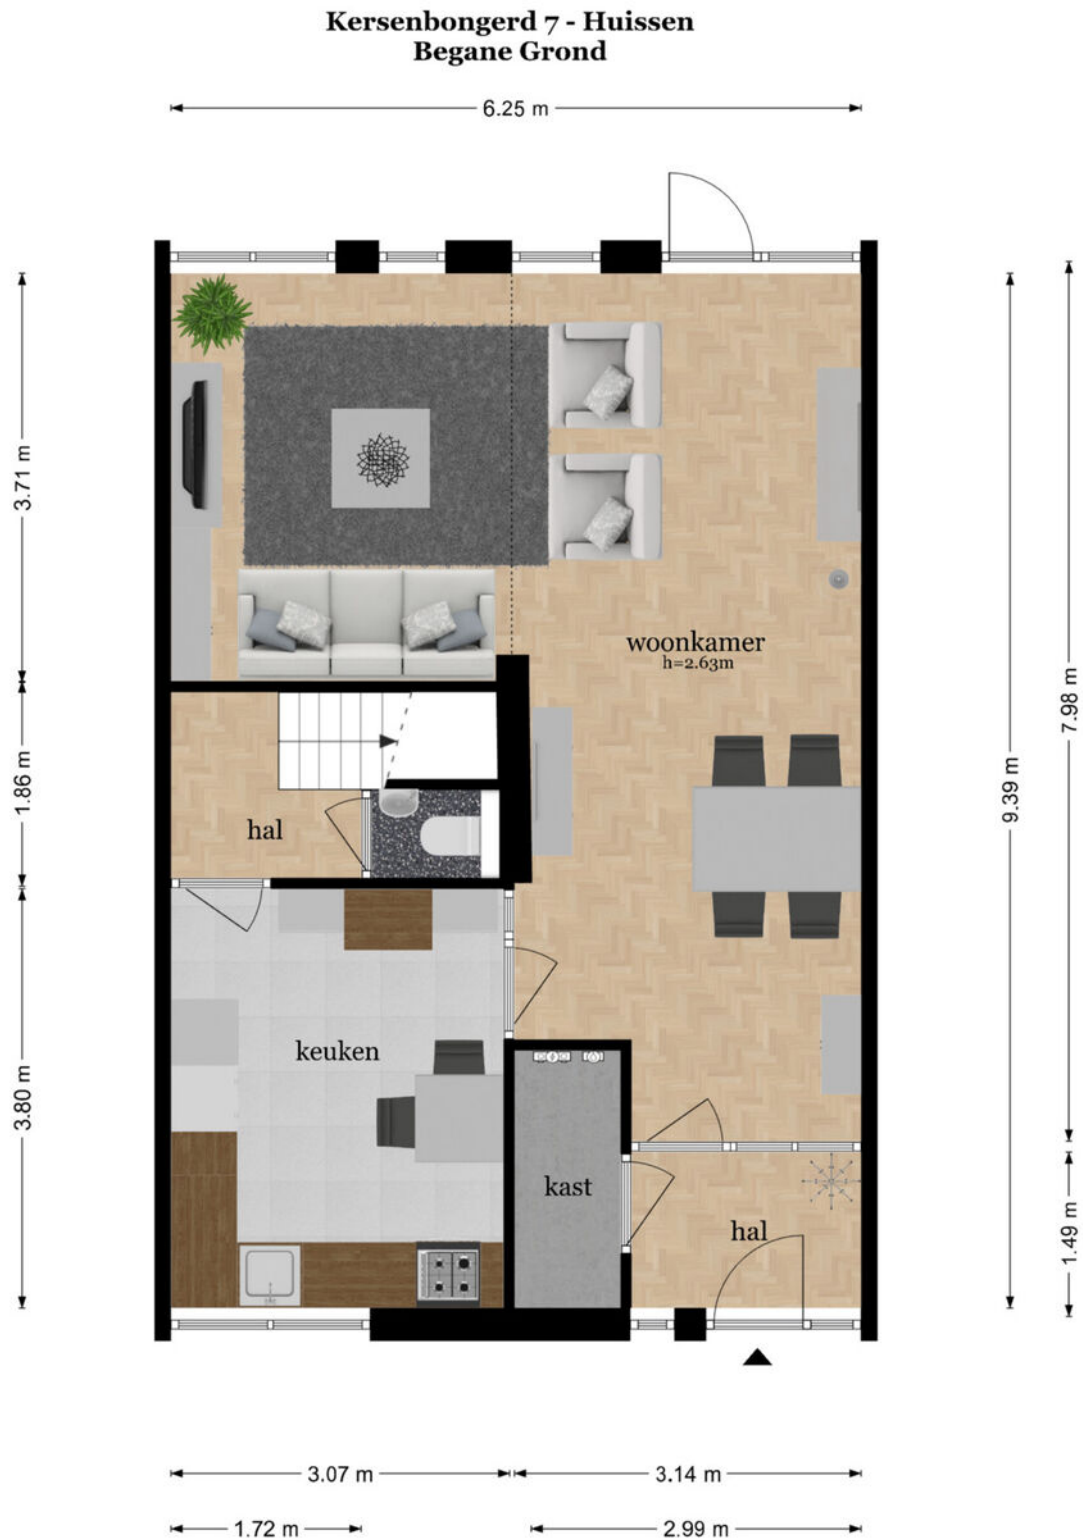 Kersenbongerd 7 - Huissen
Begane Grond
6.25 m
3.71 m
woonkamer
h=2.63m
7.98 m
9.39 m
1.86 m
hal
keuken
3.80 m
kast
hal
1.49 m
3.07 m
3.14 m
1.72 m
2.99 m